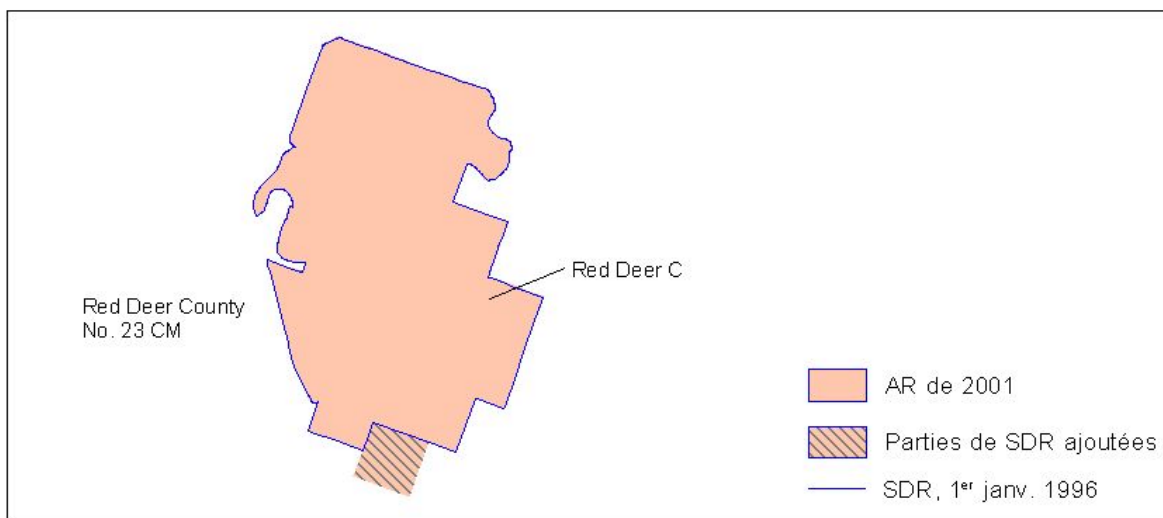 Red Deer C
Red Deer County
No. 23 CM
AR de 2001
Parties de SDR ajoutées
SDR, 1er janv. 1996